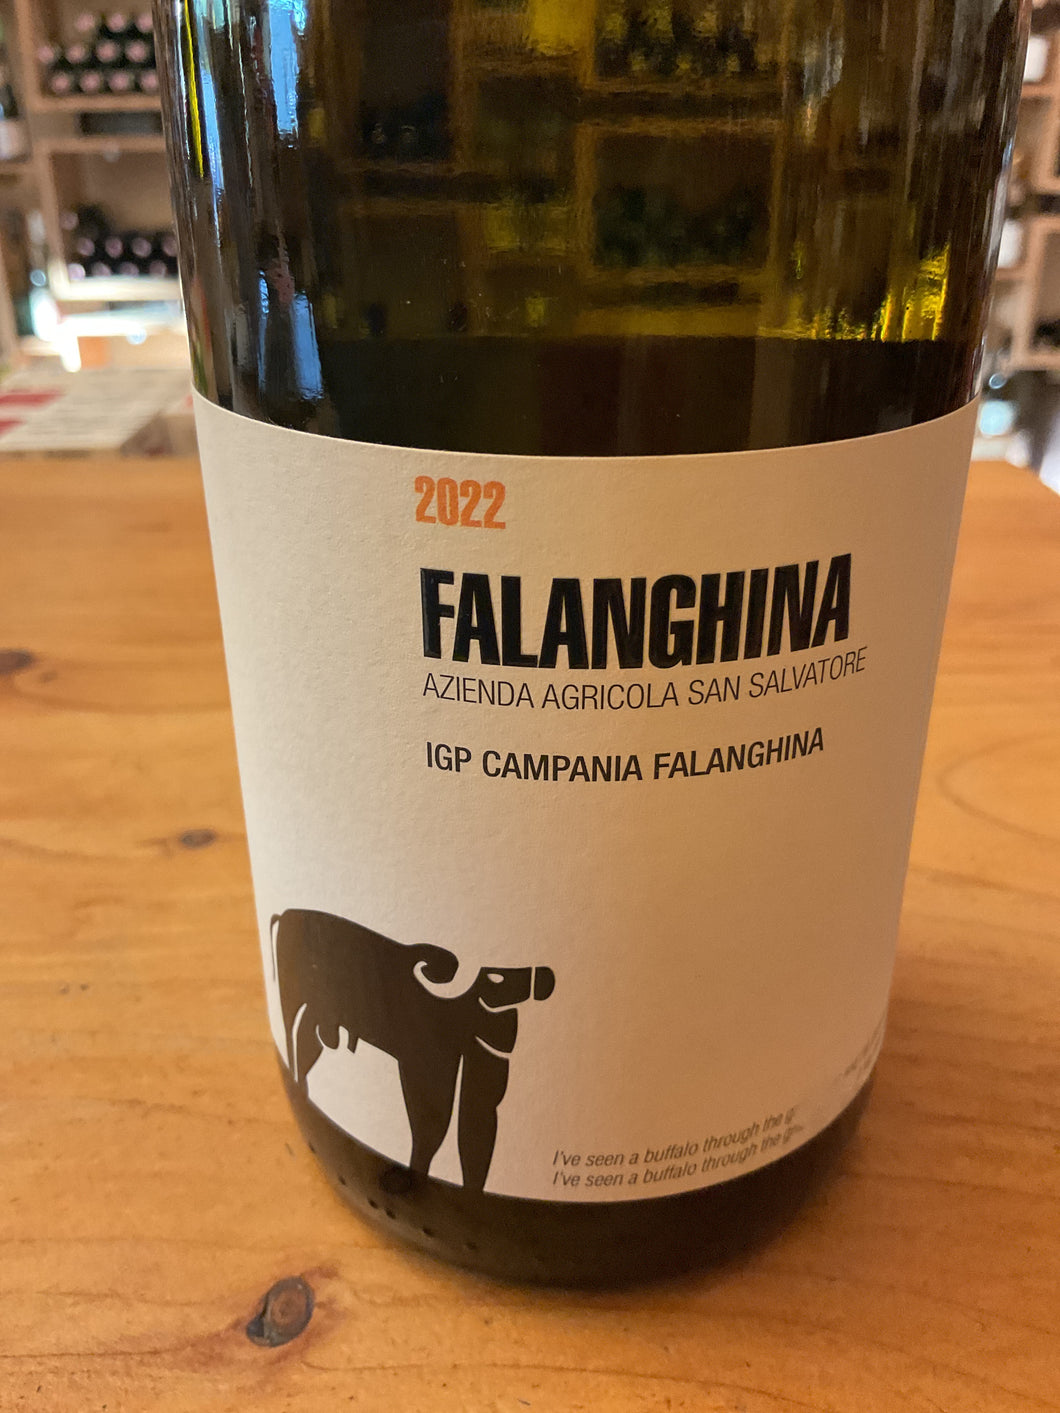 2022
FALANGHINA
AZIENDA AGRICOLA SAN SALVATORE
IGP CAMPANIA FALANGHINA
I've seen a buffalo through the
I've seen a buffalo through the